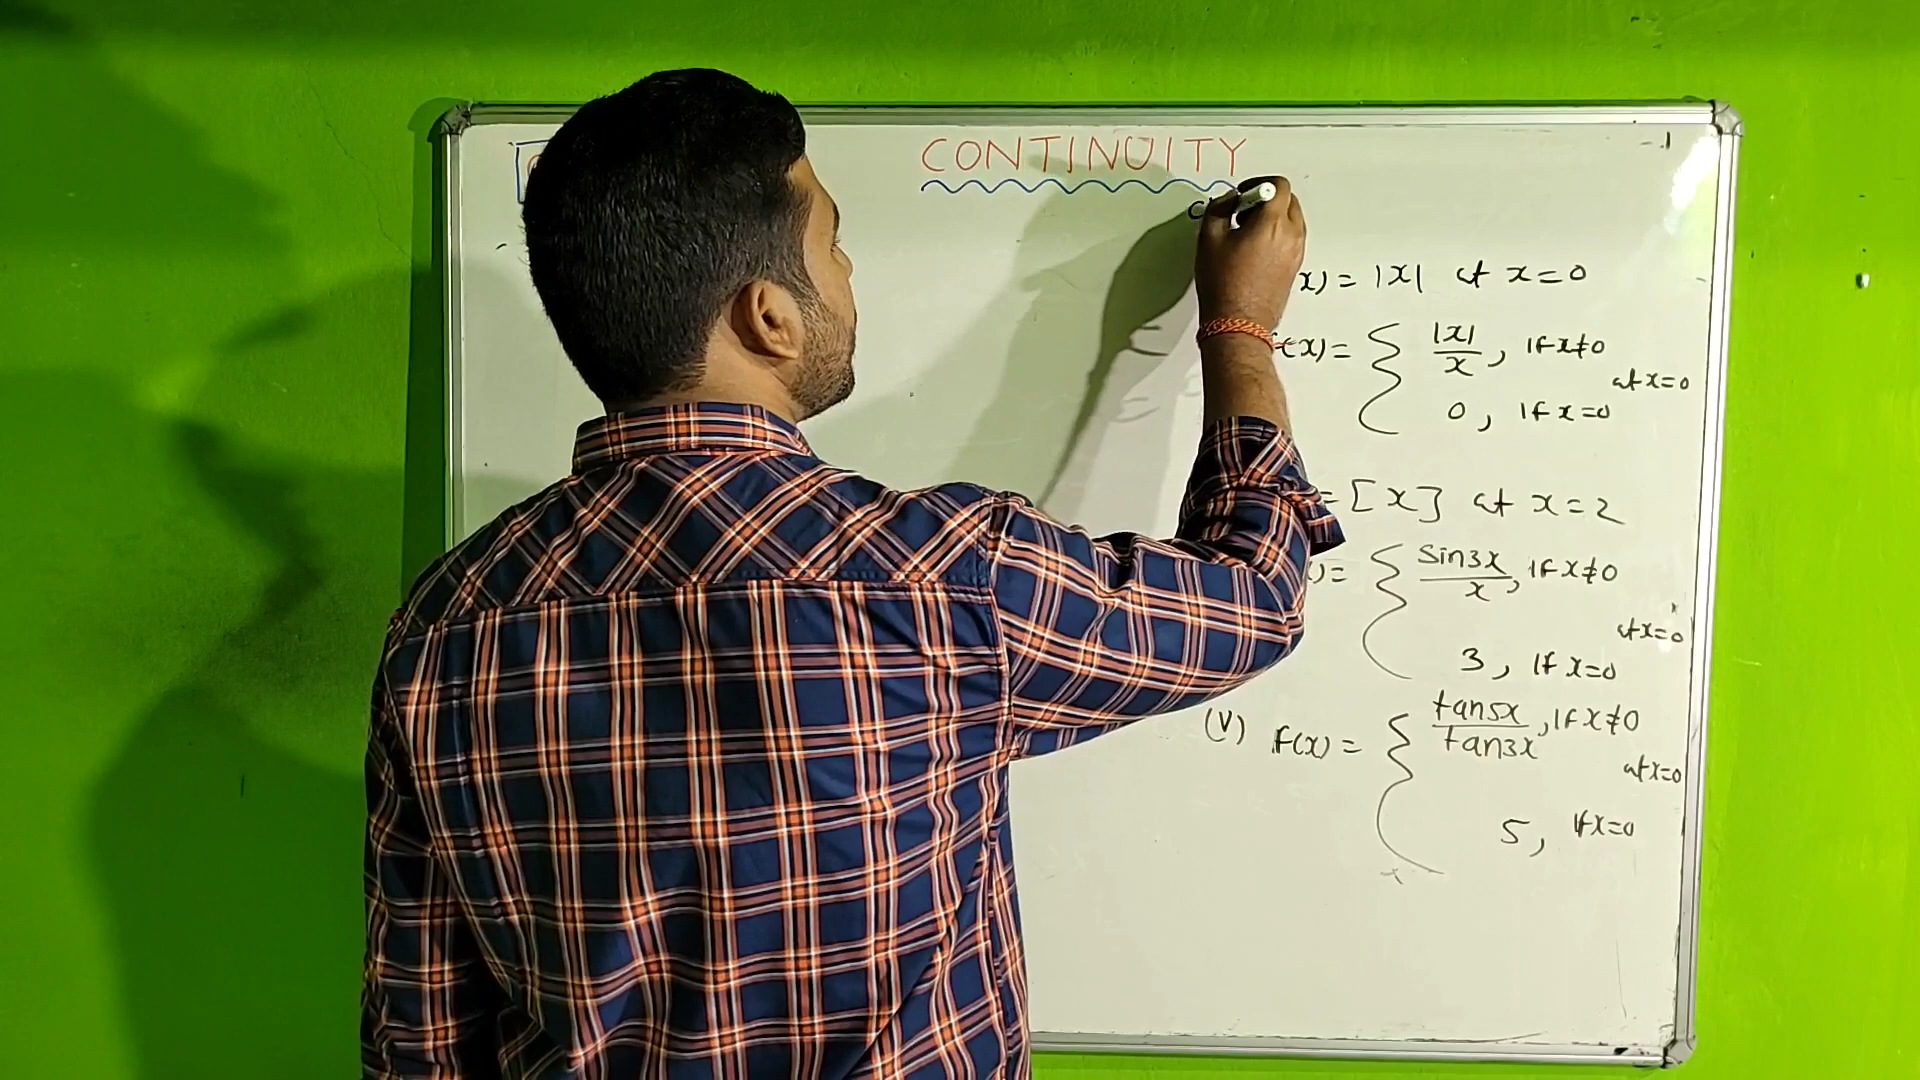 CONTINUITY
x) = |x| at x=0
f(x) = { |x|/x, if x≠0
at x=0
0, if x=0
= [x] at x=2
)= { sin3x/x, if x≠0
at x=0
3, if x=0
(V) f(x) = { tan5x/tan3x, if x≠0
at x=0
5, if x=0